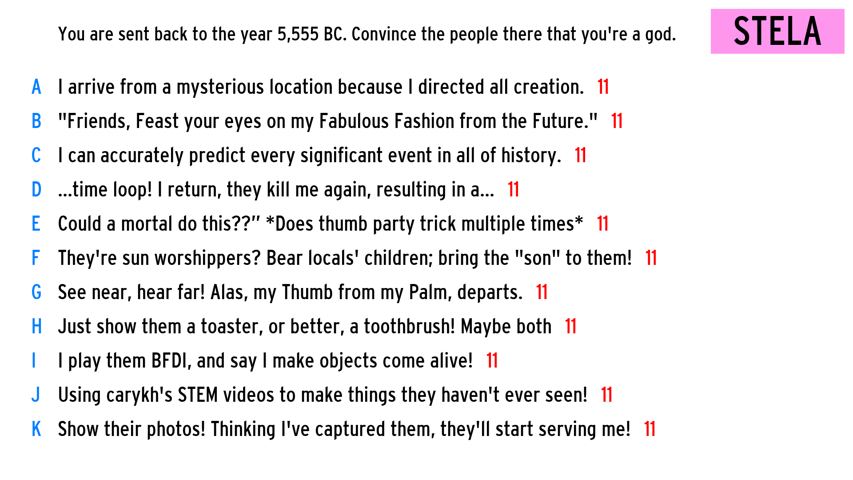 You are sent back to the year 5,555 BC. Convince the people there that you're a god.
STELA
A I arrive from a mysterious location because I directed all creation. 11
B "Friends, Feast your eyes on my Fabulous Fashion from the Future." 11
C I can accurately predict every significant event in all of history. 11
D ...time loop! I return, they kill me again, resulting in a... 11
E Could a mortal do this??” *Does thumb party trick multiple times* 11
F They're sun worshippers? Bear locals' children; bring the "son" to them! 11
G See near, hear far! Alas, my Thumb from my Palm, departs. 11
H Just show them a toaster, or better, a toothbrush! Maybe both 11
I I play them BFDI, and say I make objects come alive! 11
J Using carykh's STEM videos to make things they haven't ever seen! 11
K Show their photos! Thinking I've captured them, they'll start serving me! 11